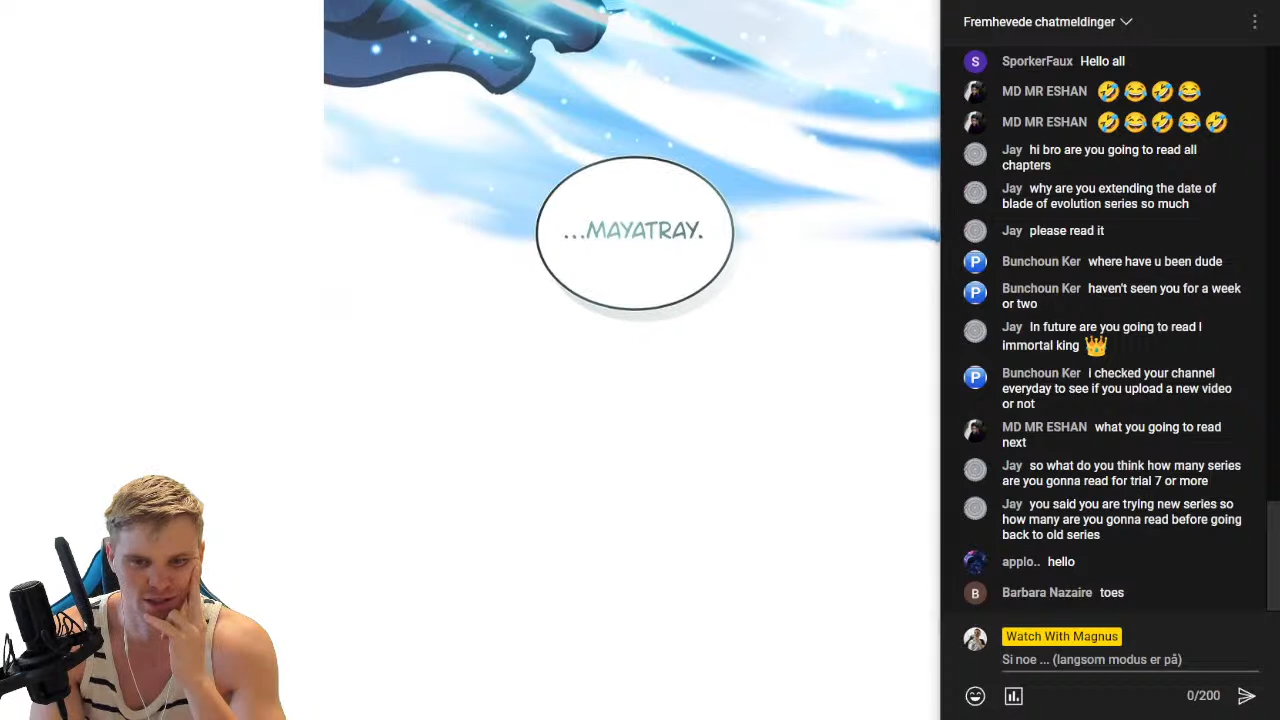 ...MAYATRAY.
Fremhevede chatmeldinger
S
SporkerFaux Hello all
MD MR ESHAN 🤣😂🤣😂
MD MR ESHAN 🤣😂🤣😂🤣
Jay hi bro are you going to read all
chapters
Jay why are you extending the date of
blade of evolution series so much
Jay please read it
P
Bunchoun Ker where have u been dude
P
Bunchoun Ker haven't seen you for a week
or two
Jay In future are you going to read I
immortal king 👑
P
Bunchoun Ker I checked your channel
everyday to see if you upload a new video
or not
MD MR ESHAN what you going to read
next
Jay so what do you think how many series
are you gonna read for trial 7 or more
Jay you said you are trying new series so
how many are you gonna read before going
back to old series
applo.. hello
B
Barbara Nazaire toes
Watch With Magnus
Si noe ... (langsom modus er på)
0/200